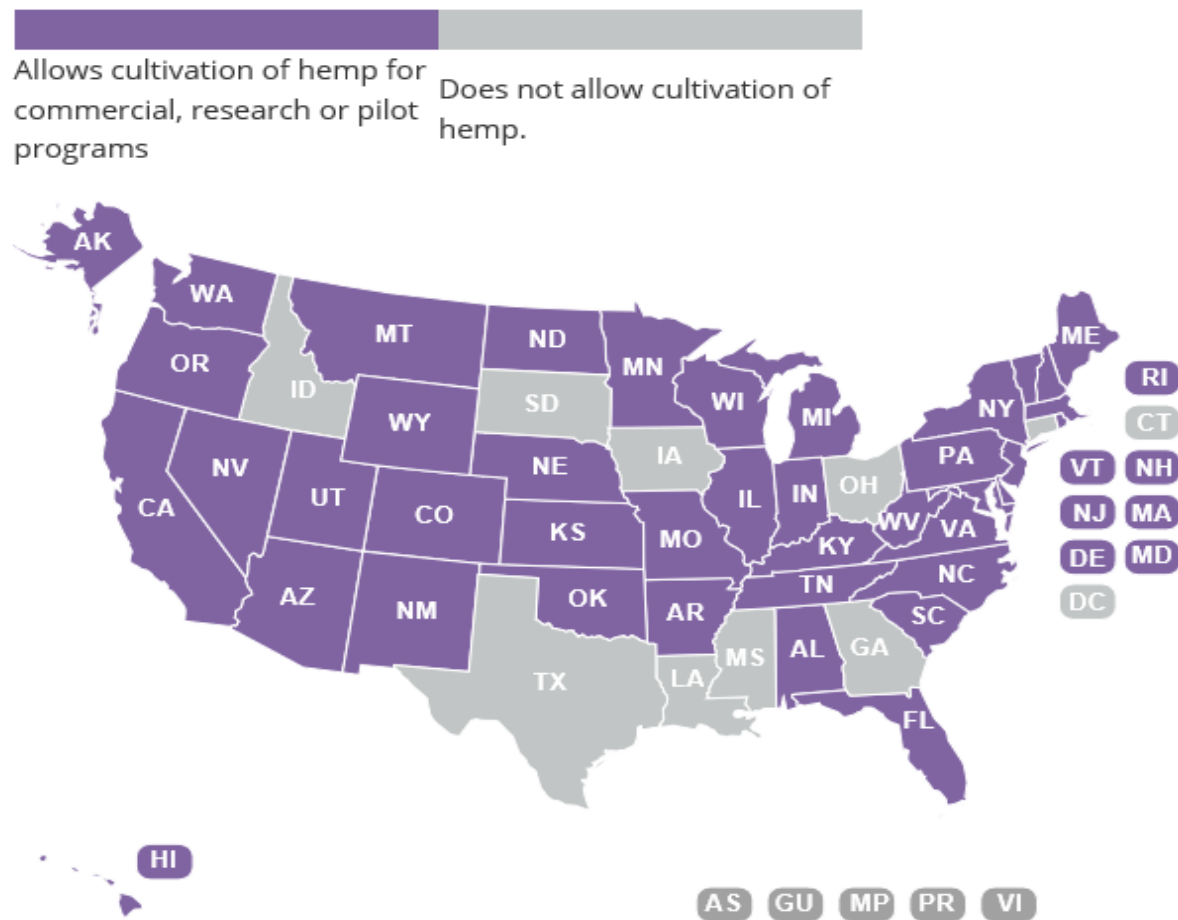 Allows cultivation of hemp for
commercial, research or pilot
programs
Does not allow cultivation of
hemp.
AK
WA
MT
ND
MN
ME
OR
ID
SD
WI
MI
NY
RI
WY
CT
NV
NE
IA
PA
VT
NH
CA
UT
CO
IL
IN
OH
WV
VA
NJ
MA
KS
MO
KY
DE
MD
AZ
NM
OK
AR
TN
NC
DC
SC
TX
LA
MS
AL
GA
FL
HI
AS
GU
MP
PR
VI